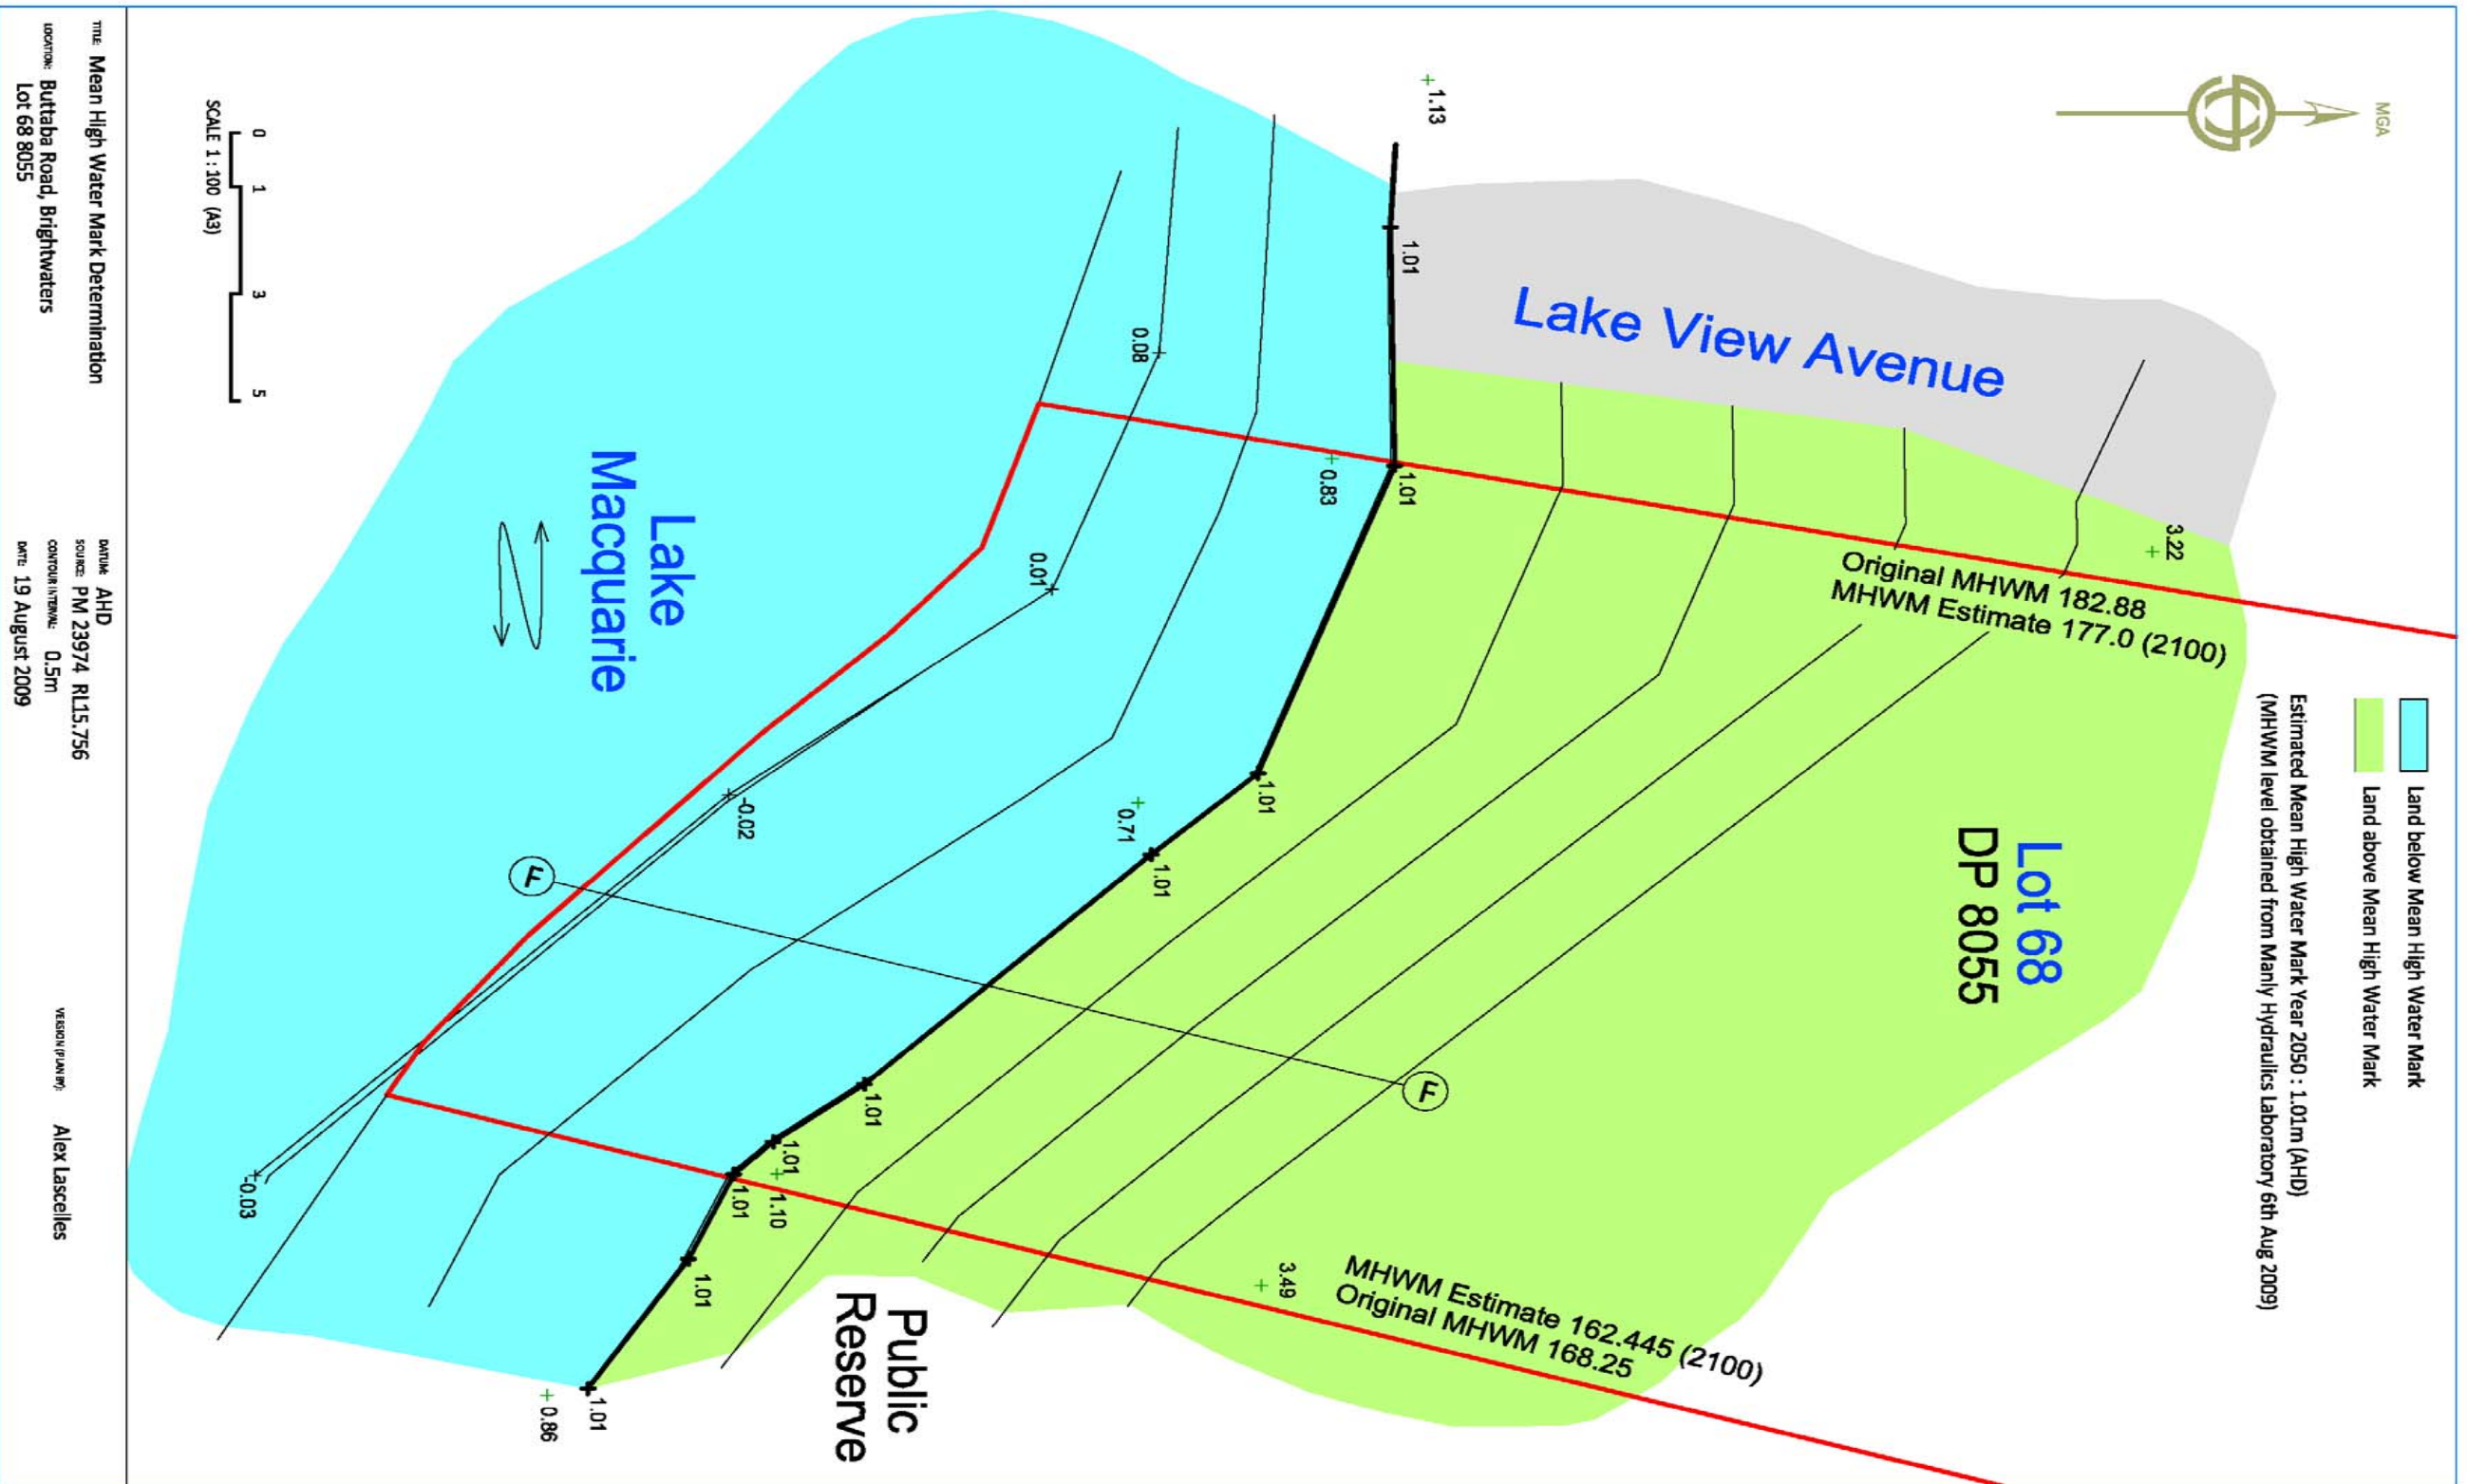 MGA
Land below Mean High Water Mark
Land above Mean High Water Mark
Estimated Mean High Water Mark Year 2050 : 1.01m (AHD)
(MHWM level obtained from Manly Hydraulics Laboratory 6th Aug 2009)
Lake View Avenue
3.22
Original MHWM 182.88
MHWM Estimate 177.0 (2100)
Lot 68
DP 8055
MHWM Estimate 162.445 (2100)
Original MHWM 168.25
3.49
1.13
1.01
1.01
0.83
1.01
0.71
1.01
F
F
1.01
1.01
1.10
1.01
1.01
1.01
0.86
0.08
0.01
-0.02
-0.03
Public
Reserve
Lake
Macquarie
0 1 3 5
SCALE 1 : 100 (A3)
TITLE: Mean High Water Mark Determination
LOCATION: Buttaba Road, Brightwaters
Lot 68 8055
DATUM: AHD
SOURCE: PM 23974 RL15.756
CONTOUR INTERVAL: 0.5m
DATE: 19 August 2009
VERSION (PLAN BY): Alex Lascelles